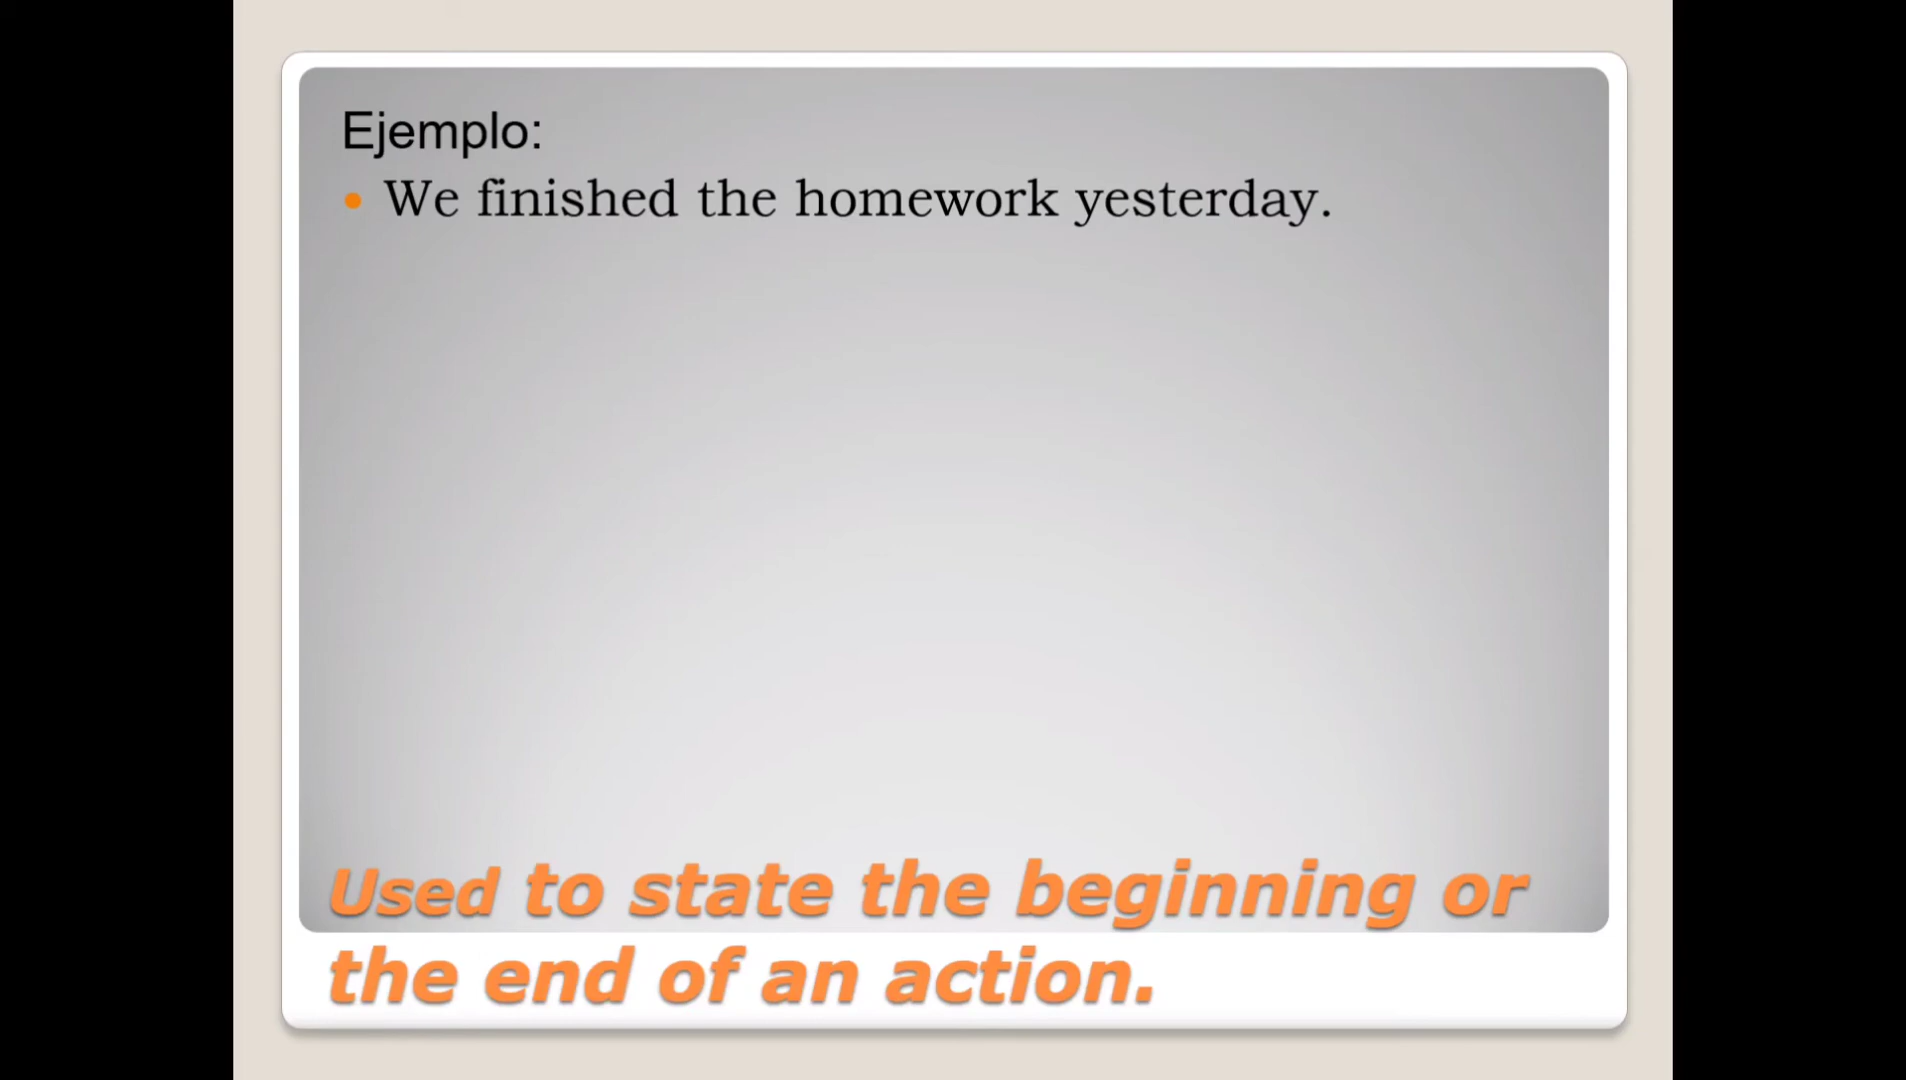 Ejemplo:
• We finished the homework yesterday.
Used to state the beginning or
the end of an action.